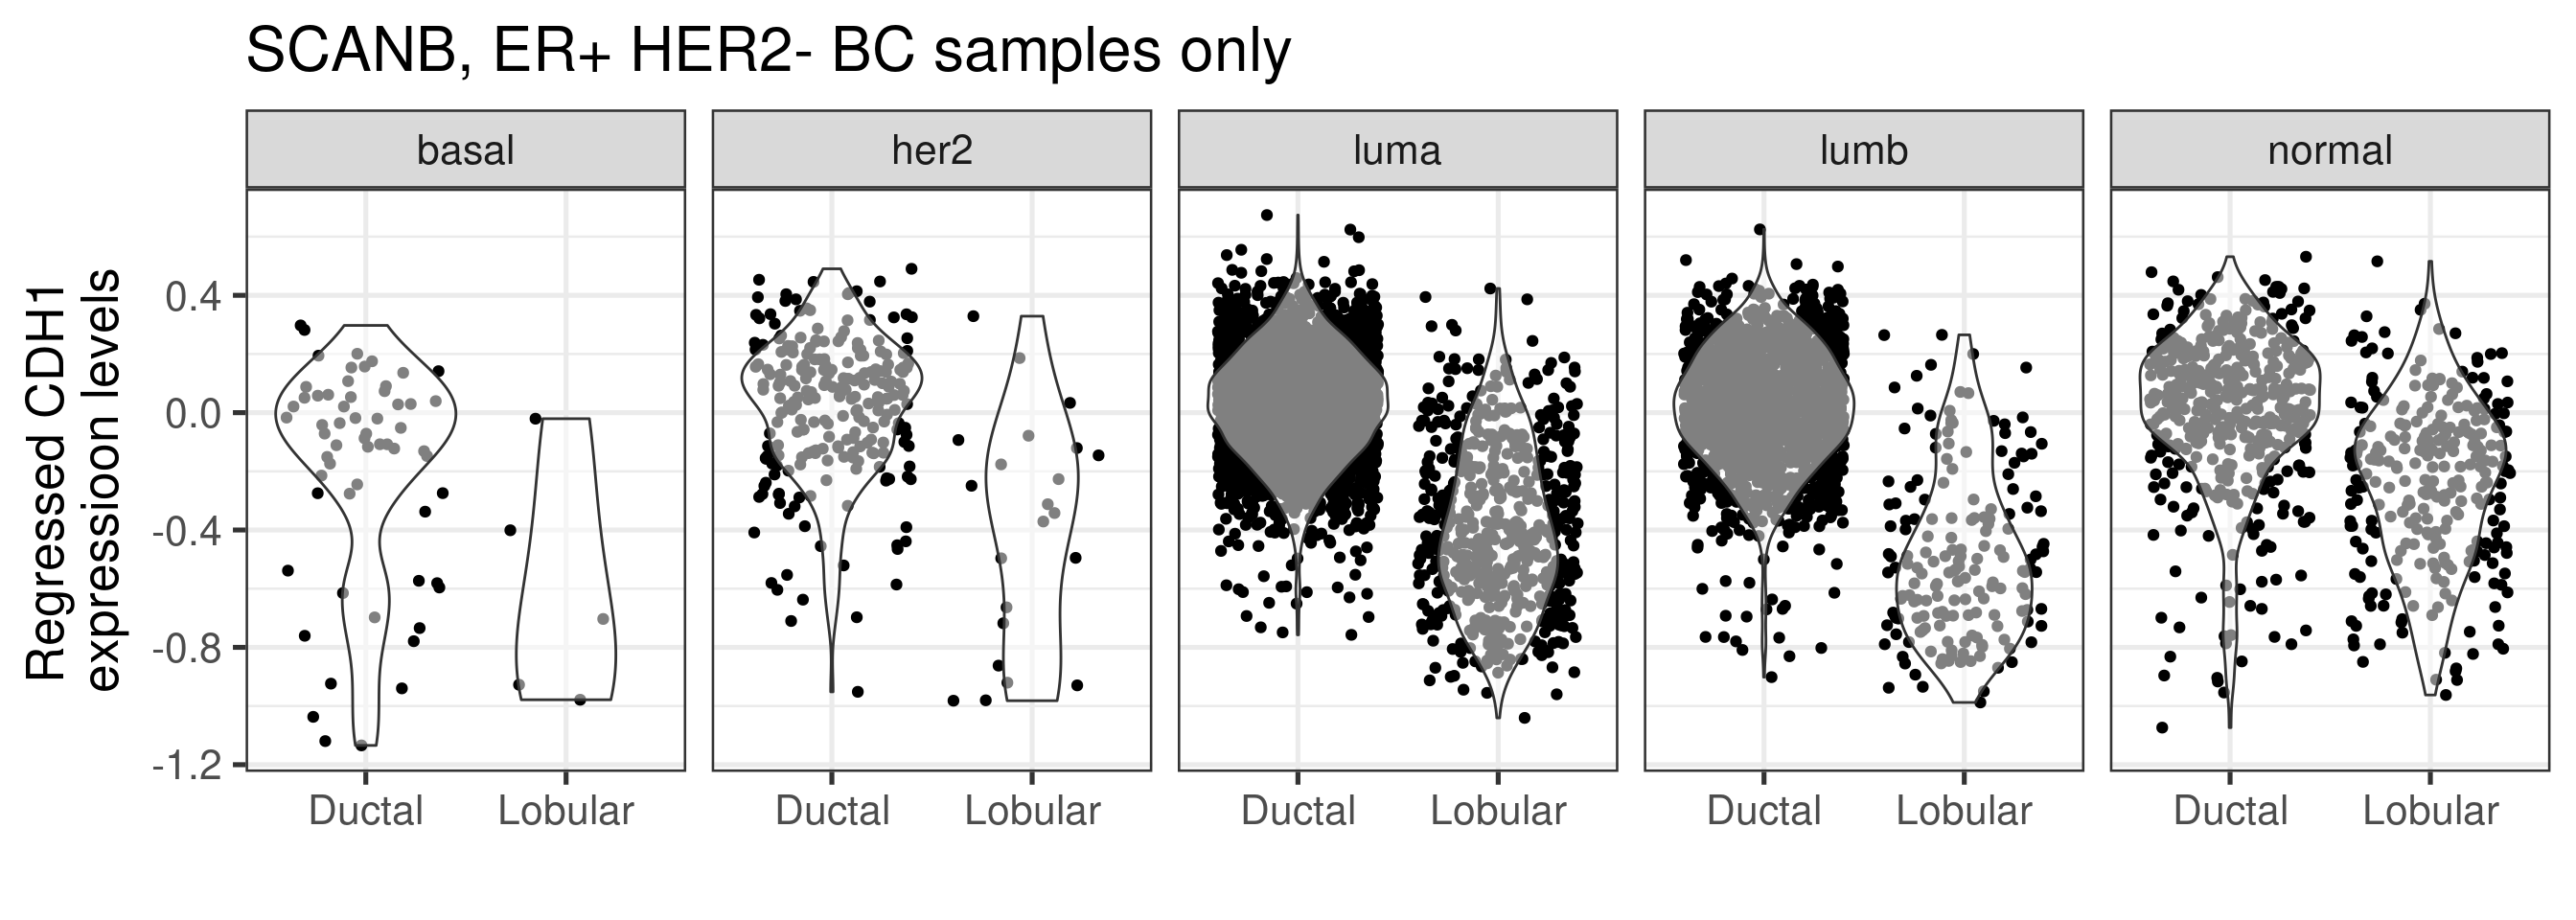 SCANB, ER+ HER2- BC samples only
basal
her2
luma
lumb
normal
Regressed CDH1
expression levels
0.4
0.0
-0.4
-0.8
-1.2
Ductal
Lobular
Ductal
Lobular
Ductal
Lobular
Ductal
Lobular
Ductal
Lobular